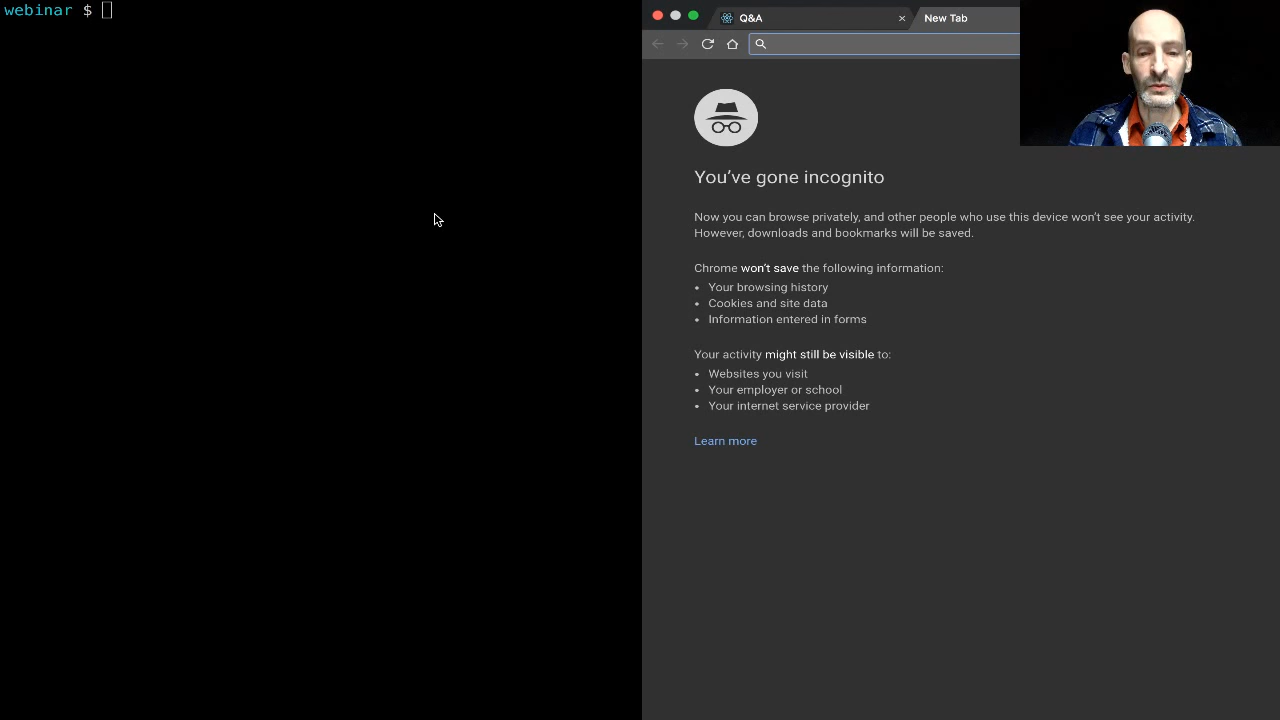 webinar $
Q&A
New Tab
You've gone incognito
Now you can browse privately, and other people who use this device won't see your activity.
However, downloads and bookmarks will be saved.
Chrome won't save the following information:
• Your browsing history
• Cookies and site data
• Information entered in forms
Your activity might still be visible to:
• Websites you visit
• Your employer or school
• Your internet service provider
Learn more